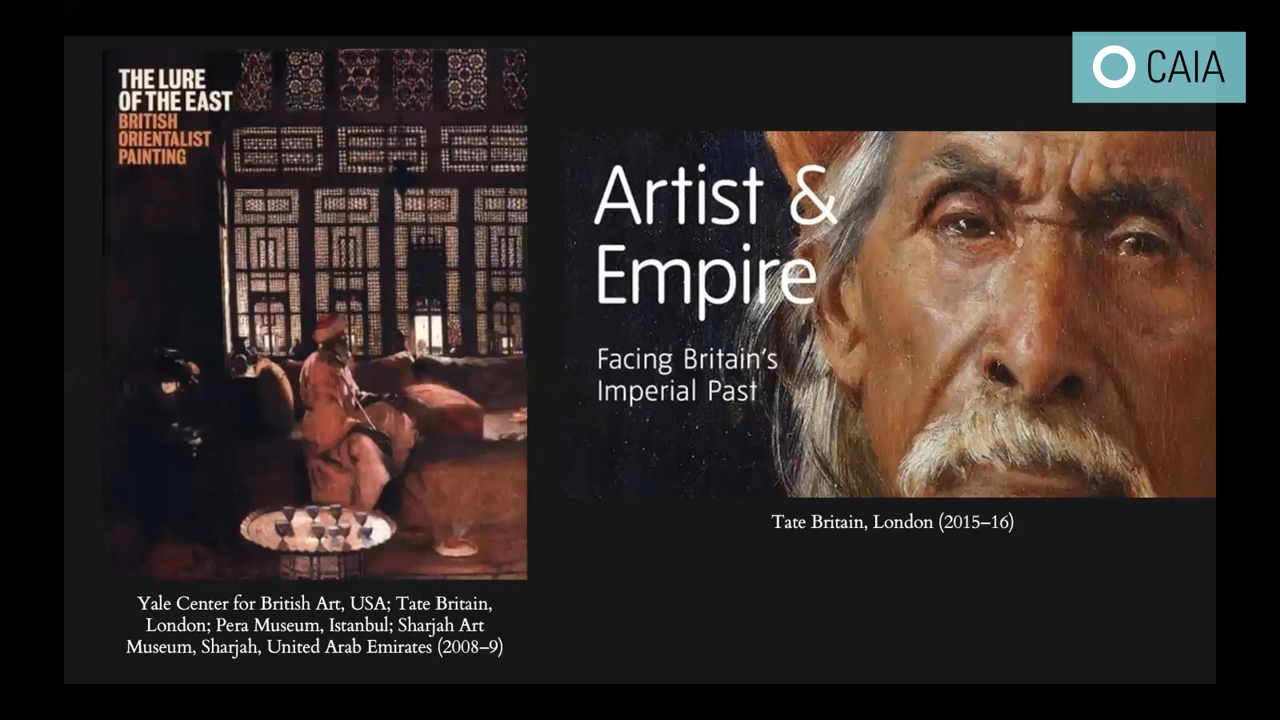 THE LURE
OF THE EAST
BRITISH
ORIENTALIST
PAINTING
Yale Center for British Art, USA; Tate Britain,
London; Pera Museum, Istanbul; Sharjah Art
Museum, Sharjah, United Arab Emirates (2008–9)
CAIA
Artist &
Empire
Facing Britain's
Imperial Past
Tate Britain, London (2015–16)